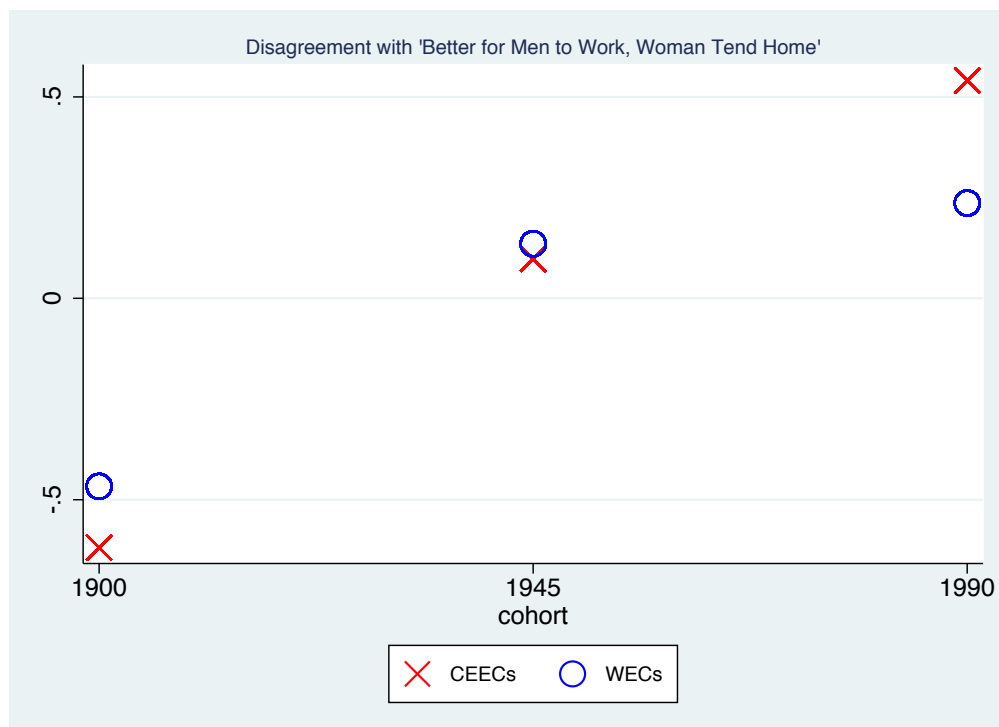 Disagreement with 'Better for Men to Work, Woman Tend Home'
.5
0
-.5
1900 1945 1990
cohort
CEECs WECs